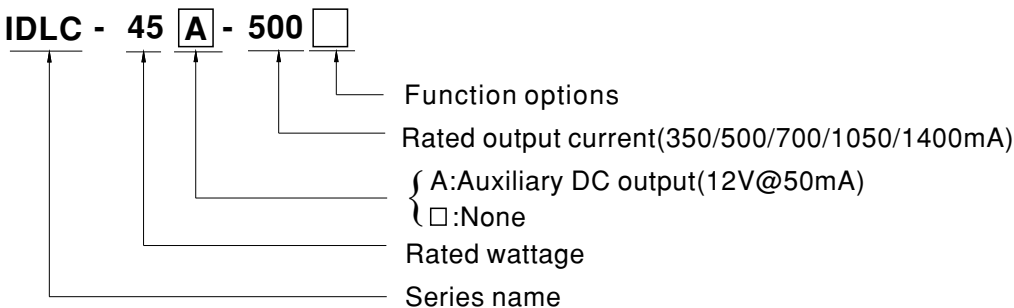 IDLC - 45 A - 500 □
Function options
Rated output current(350/500/700/1050/1400mA)
A:Auxiliary DC output(12V@50mA)
□:None
Rated wattage
Series name